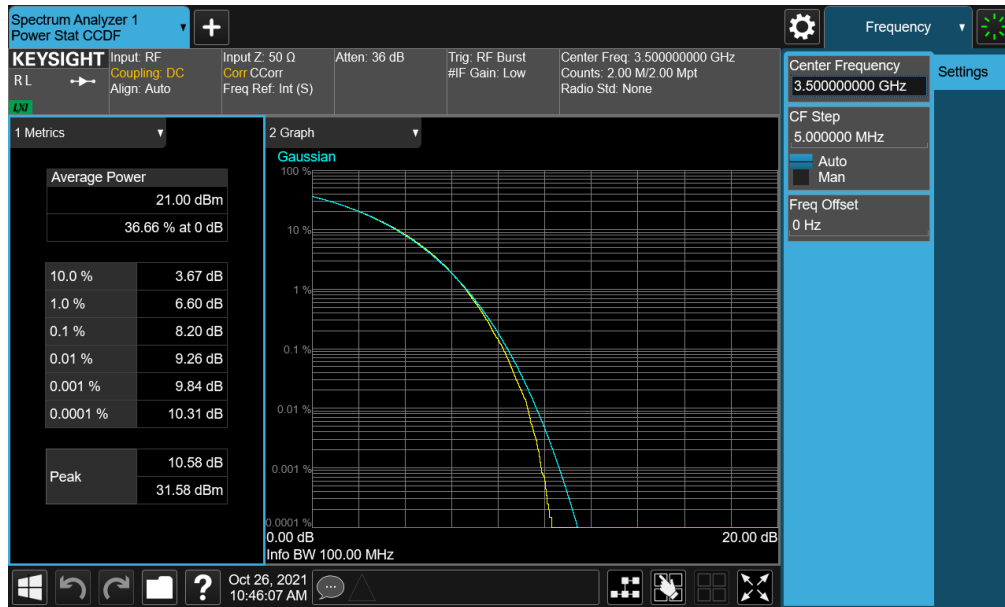 Spectrum Analyzer 1
Power Stat CCDF
+
Frequency
KEYSIGHT
R L
LXI
Input: RF
Coupling: DC
Align: Auto
Input Z: 50 Ω
Corr CCorr
Freq Ref: Int (S)
Atten: 36 dB
Trig: RF Burst
#IF Gain: Low
Center Freq: 3.500000000 GHz
Counts: 2.00 M/2.00 Mpt
Radio Std: None
Center Frequency
3.500000000 GHz
Settings
CF Step
5.000000 MHz
Auto
Man
Freq Offset
0 Hz
1 Metrics
Average Power
21.00 dBm
36.66 % at 0 dB
10.0 % 3.67 dB
1.0 % 6.60 dB
0.1 % 8.20 dB
0.01 % 9.26 dB
0.001 % 9.84 dB
0.0001 % 10.31 dB
Peak
10.58 dB
31.58 dBm
2 Graph
Gaussian
100 %
10 %
1 %
0.1 %
0.01 %
0.001 %
0.0001 %
0.00 dB 20.00 dB
Info BW 100.00 MHz
?
Oct 26, 2021
10:46:07 AM